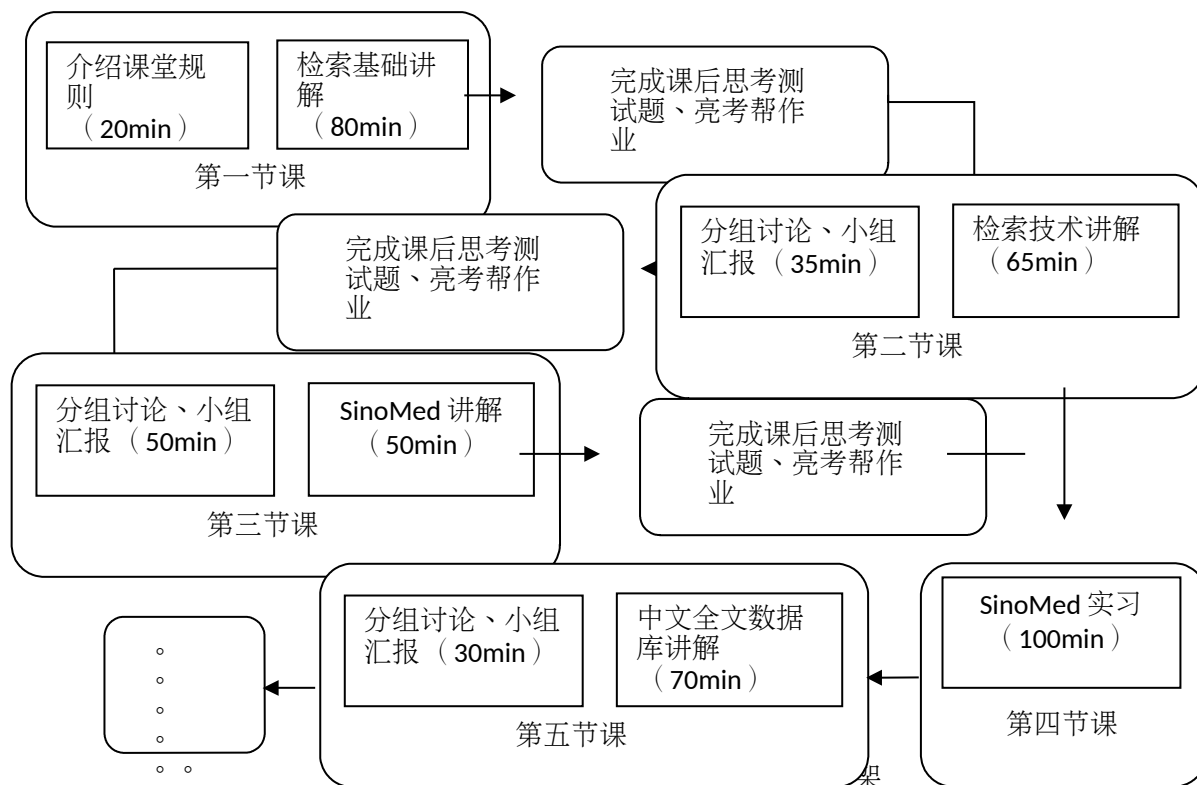 介绍课堂规
则
（20min）
检索基础讲
解
（80min）
第一节课
完成课后思考测
试题、亮考帮作
业
分组讨论、小组
汇报（35min）
检索技术讲解
（65min）
第二节课
完成课后思考测
试题、亮考帮作
业
分组讨论、小组
汇报（50min）
SinoMed 讲解
（50min）
第三节课
完成课后思考测
试题、亮考帮作
业
SinoMed 实习
（100min）
第四节课
分组讨论、小组
汇报（30min）
中文全文数据
库讲解
（70min）
第五节课
。
。
。
。
。。